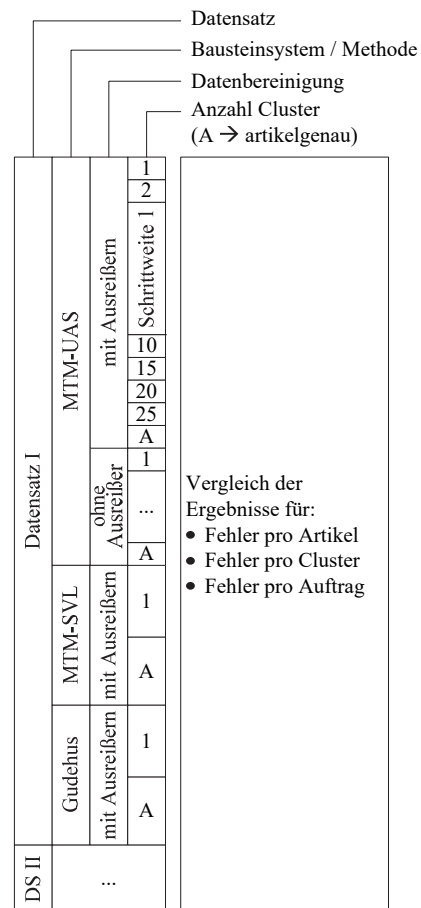 Datensatz
Bausteinsystem / Methode
Datenbereinigung
Anzahl Cluster
(A → artikelgenau)
Datensatz I
MTM-UAS
mit Ausreißern
1
2
Schrittweite 1
10
15
20
25
A
ohne
Ausreißer
1
...
A
MTM-SVL
mit Ausreißern
1
A
Gudehus
mit Ausreißern
1
A
DS II
...
Vergleich der
Ergebnisse für:
• Fehler pro Artikel
• Fehler pro Cluster
• Fehler pro Auftrag